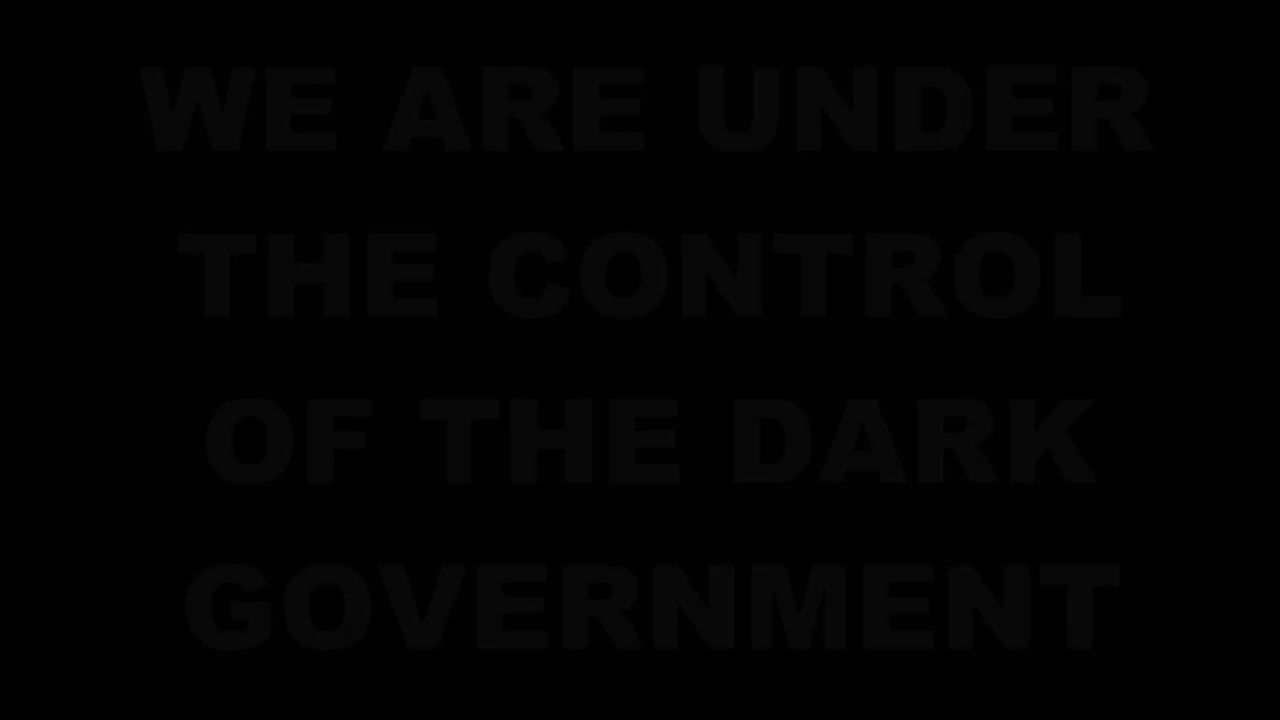 WE ARE UNDER
THE CONTROL
OF THE DARK
GOVERNMENT